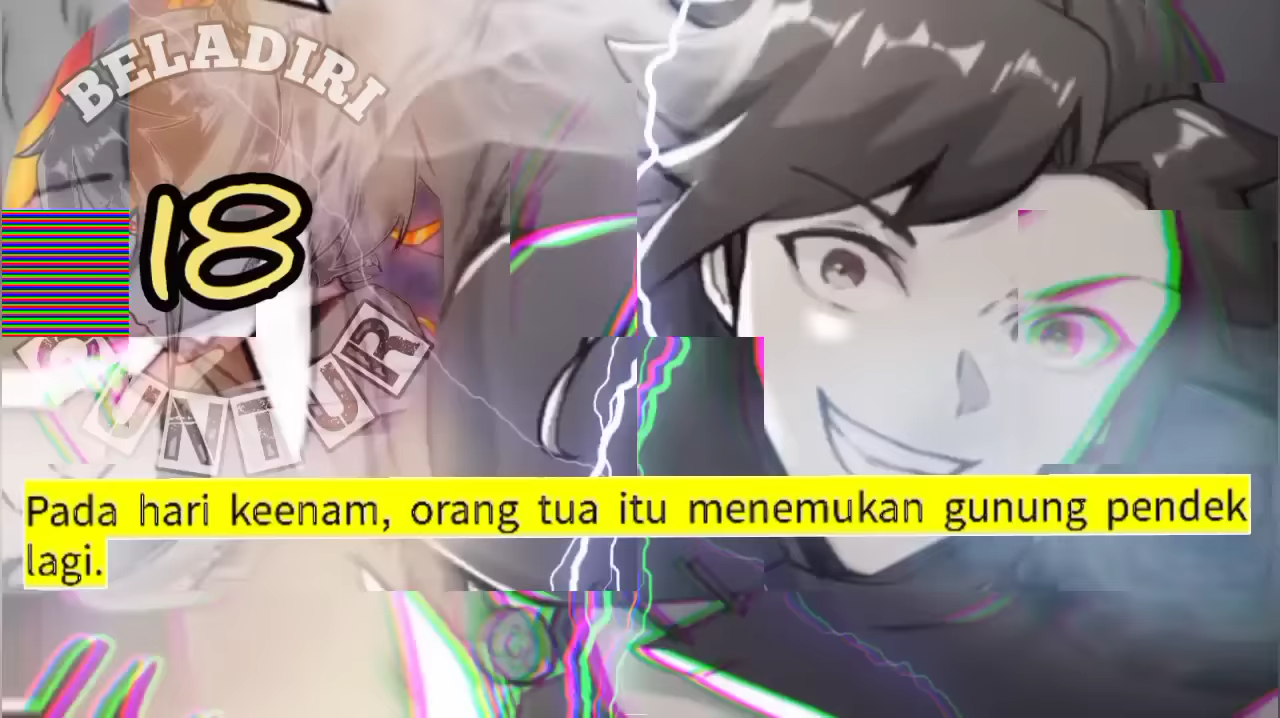 BELADIRI
18
GUNTUR
Pada hari keenam, orang tua itu menemukan gunung pendek
lagi.